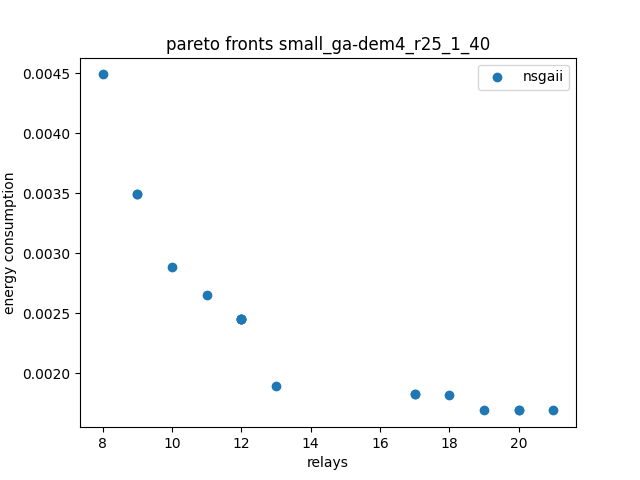 pareto fronts small_ga-dem4_r25_1_40
nsgaii
0.0045
0.0040
0.0035
0.0030
0.0025
0.0020
energy consumption
8 10 12 14 16 18 20
relays